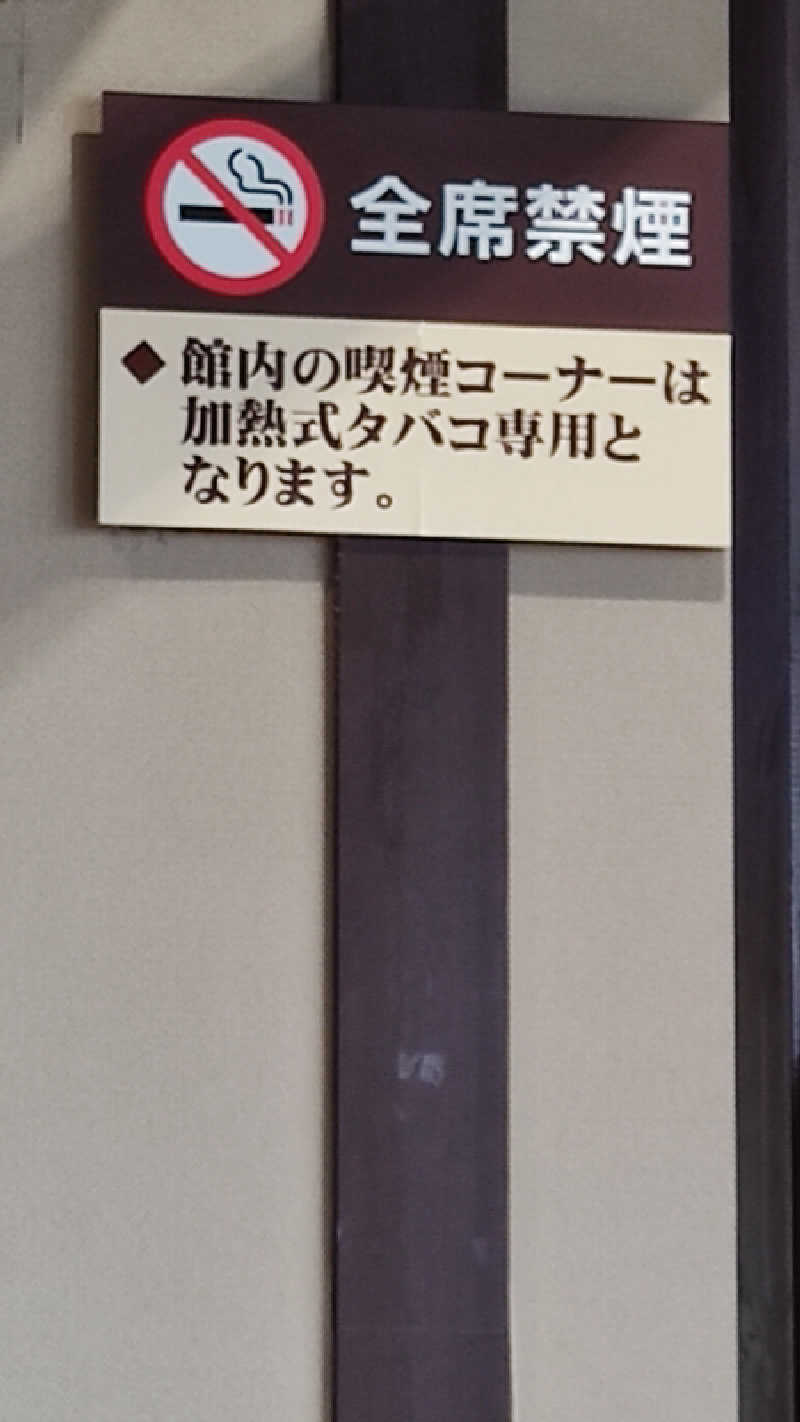 全席禁煙
◆館内の喫煙コーナーは
加熱式タバコ専用と
なります。